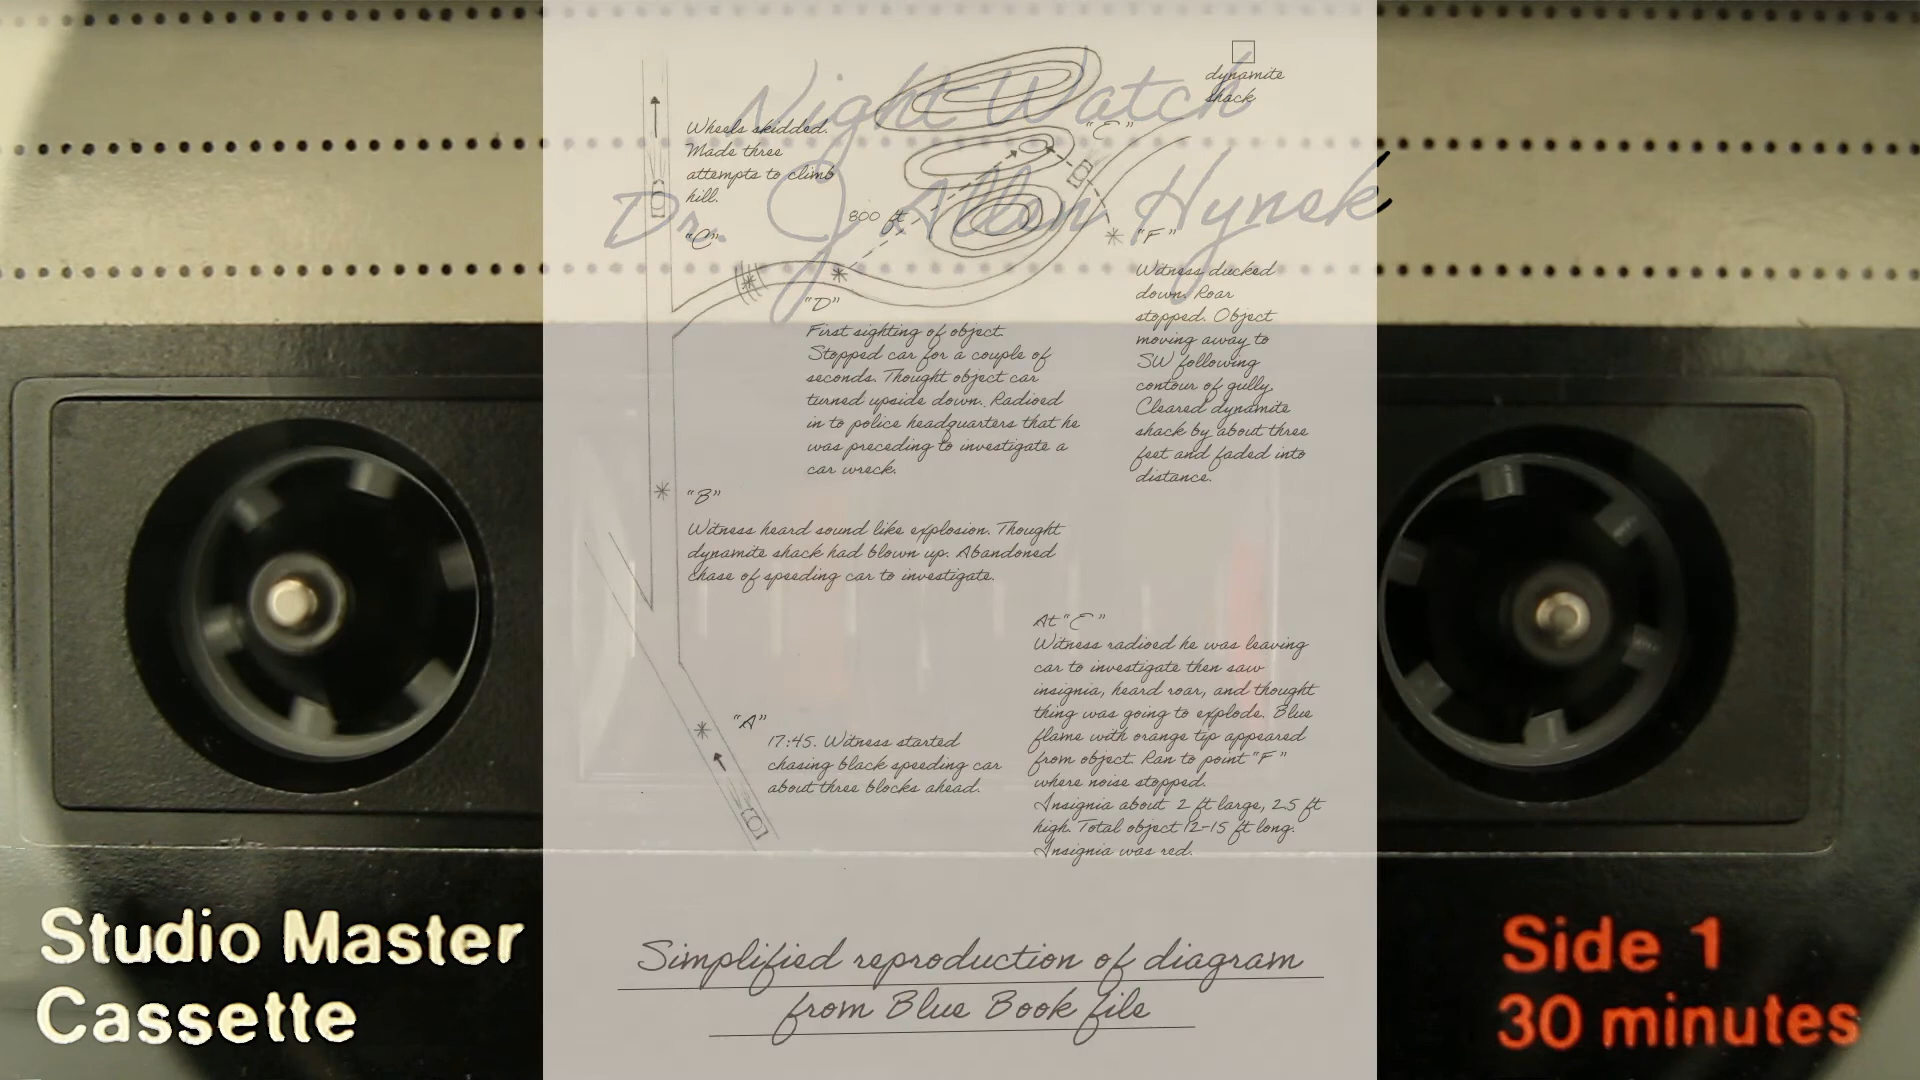 Night Watch
Dr. J Allen Hynek
dynamite
shack
Wheels skidded.
Made three
attempts to climb
hill.
"C"
800 ft
"E"
"F"
Witness ducked
down. Roar
stopped. Object
moving away to
SW following
contour of gully.
Cleared dynamite
shack by about three
feet and faded into
distance.
"D"
First sighting of object.
Stopped car for a couple of
seconds. Thought object car
turned upside down. Radioed
in to police headquarters that he
was preceding to investigate a
car wreck.
"B"
Witness heard sound like explosion. Thought
dynamite shack had blown up. Abandoned
chase of speeding car to investigate.
At "E"
Witness radioed he was leaving
car to investigate then saw
insignia, heard roar, and thought
thing was going to explode. Blue
flame with orange tip appeared
from object. Ran to point "F"
where noise stopped.
Insignia about 2 ft large, 2.5 ft
high. Total object 12-15 ft long.
Insignia was red.
"A"
17:45. Witness started
chasing black speeding car
about three blocks ahead.
Simplified reproduction of diagram
from Blue Book file
Studio Master
Cassette
Side 1
30 minutes